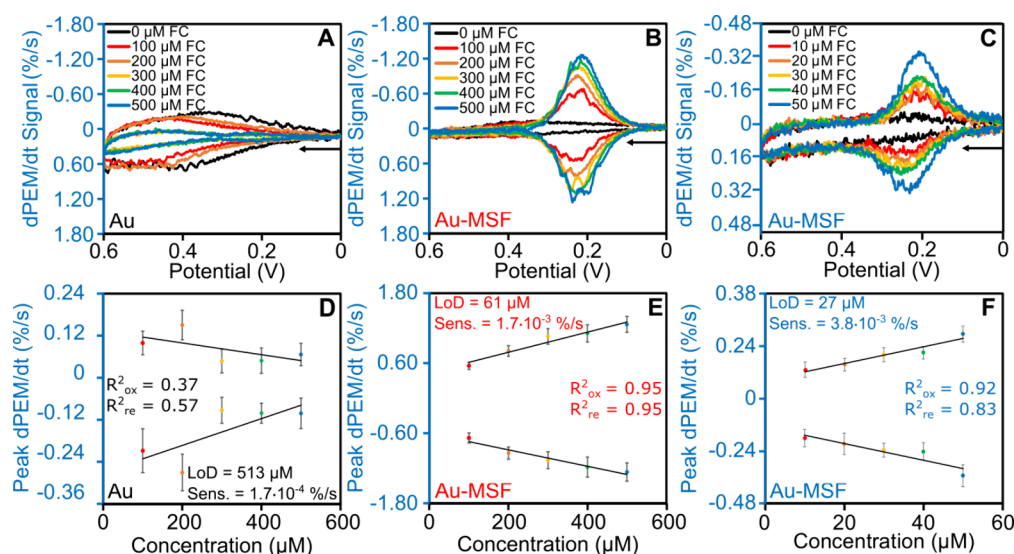 A
0 µM FC
100 µM FC
200 µM FC
300 µM FC
400 µM FC
500 µM FC
dPEM/dt Signal (%/s)
-1.80
-1.20
-0.60
0
0.60
1.20
1.80
Au
0.6
0.4
0.2
0
Potential (V)
B
0 µM FC
100 µM FC
200 µM FC
300 µM FC
400 µM FC
500 µM FC
dPEM/dt Signal (%/s)
-1.80
-1.20
-0.60
0
0.60
1.20
1.80
Au-MSF
0.6
0.4
0.2
0
Potential (V)
C
0 µM FC
10 µM FC
20 µM FC
30 µM FC
40 µM FC
50 µM FC
dPEM/dt Signal (%/s)
-0.48
-0.32
-0.16
0
0.16
0.32
0.48
Au-MSF
0.6
0.4
0.2
0
Potential (V)
D
Peak dPEM/dt (%/s)
0.24
0.12
0
-0.12
-0.24
-0.36
R²ox = 0.37
R²re = 0.57
LoD = 513 µM
Sens. = 1.7·10⁻⁴ %/s
Au
0
200
400
600
Concentration (µM)
E
Peak dPEM/dt (%/s)
1.80
0.60
-0.60
-1.80
LoD = 61 µM
Sens. = 1.7·10⁻³ %/s
R²ox = 0.95
R²re = 0.95
Au-MSF
0
200
400
600
Concentration (µM)
F
Peak dPEM/dt (%/s)
0.38
0.24
0
-0.24
-0.48
LoD = 27 µM
Sens. = 3.8·10⁻³ %/s
R²ox = 0.92
R²re = 0.83
Au-MSF
0
20
40
60
Concentration (µM)